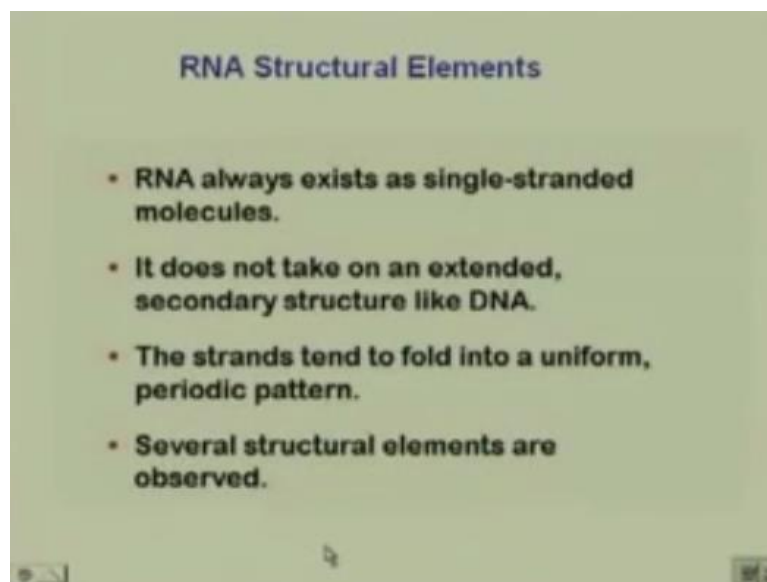 RNA Structural Elements
• RNA always exists as single-stranded
molecules.
• It does not take on an extended,
secondary structure like DNA.
• The strands tend to fold into a uniform,
periodic pattern.
• Several structural elements are
observed.